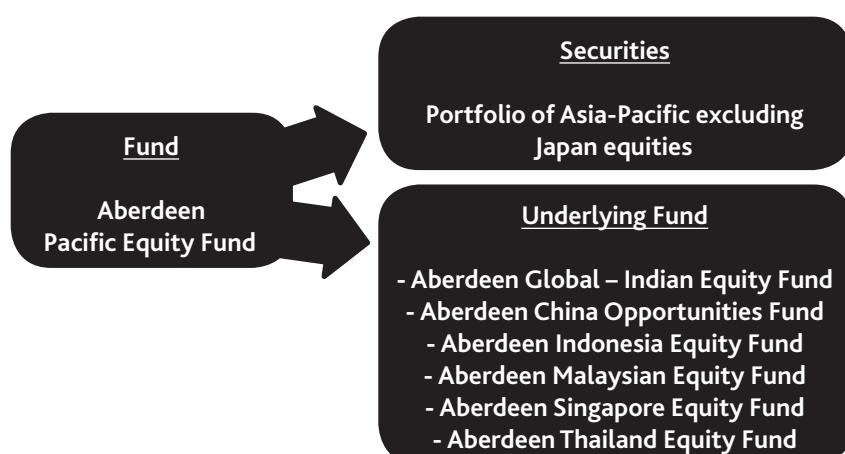 Fund
Aberdeen
Pacific Equity Fund
Securities
Portfolio of Asia-Pacific excluding
Japan equities
Underlying Fund
- Aberdeen Global – Indian Equity Fund
- Aberdeen China Opportunities Fund
- Aberdeen Indonesia Equity Fund
- Aberdeen Malaysian Equity Fund
- Aberdeen Singapore Equity Fund
- Aberdeen Thailand Equity Fund